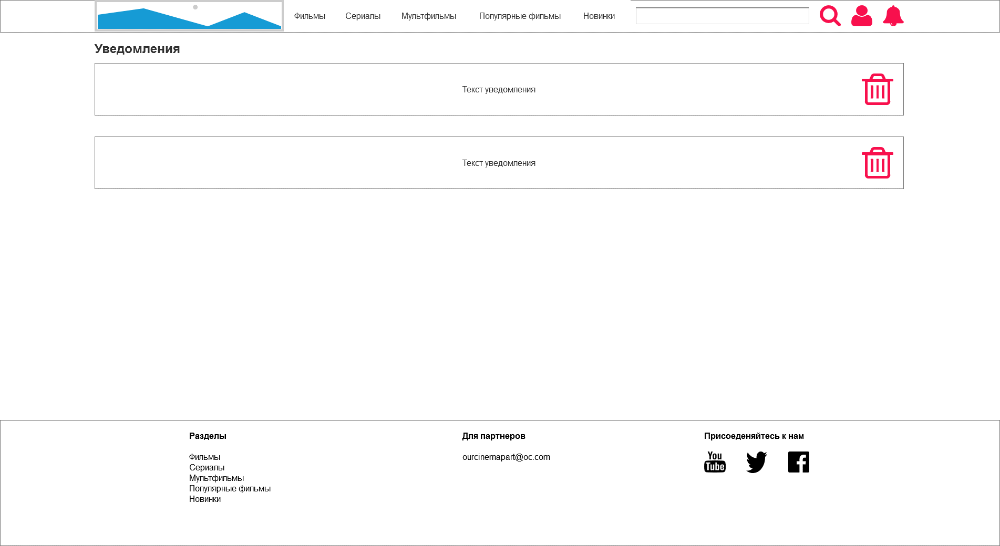 Фильмы Сериалы Мультфильмы Популярные фильмы Новинки
Уведомления
Текст уведомления
Текст уведомления
Разделы
Фильмы
Сериалы
Мультфильмы
Популярные фильмы
Новинки
Для партнеров
ourcinemapart@oc.com
Присоеденяйтесь к нам
You
Tube